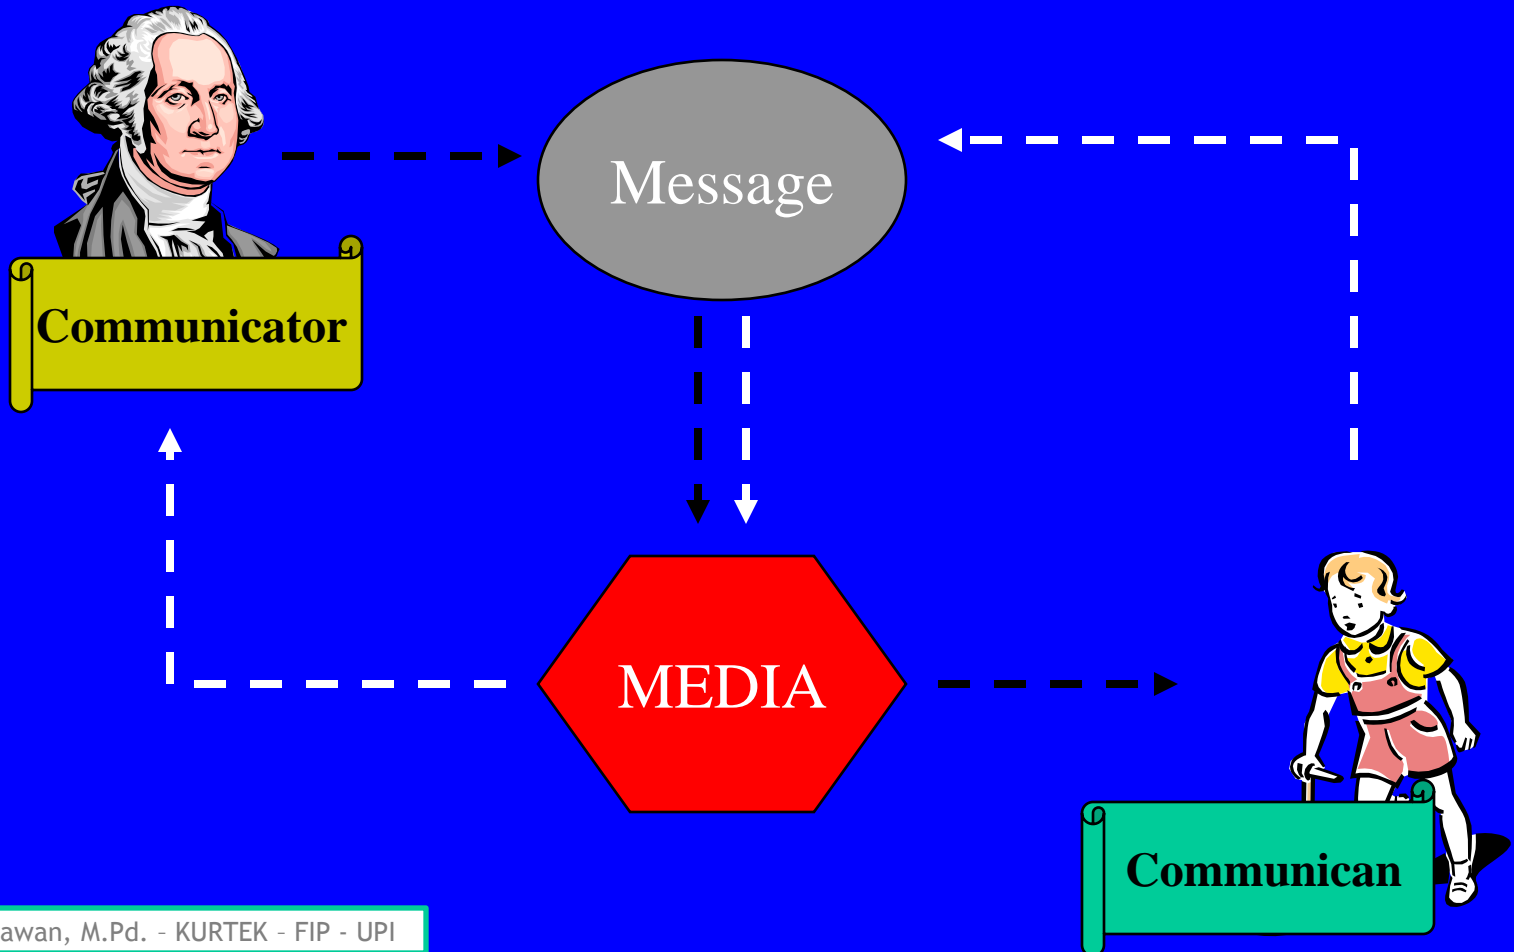 Message
Communicator
MEDIA
Communican
awan, M.Pd. - KURTEK - FIP - UPI